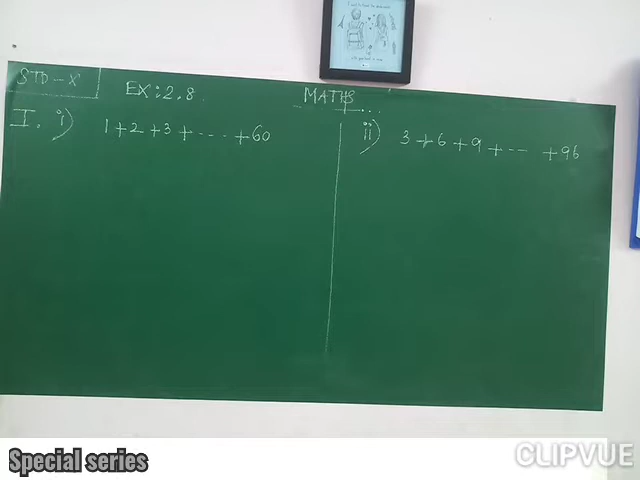 STD-X
EX:2.8.
MATHS
I. i) 1+2+3+.....+60
ii) 3+6+9+---+96
Special series
CLIPVUE